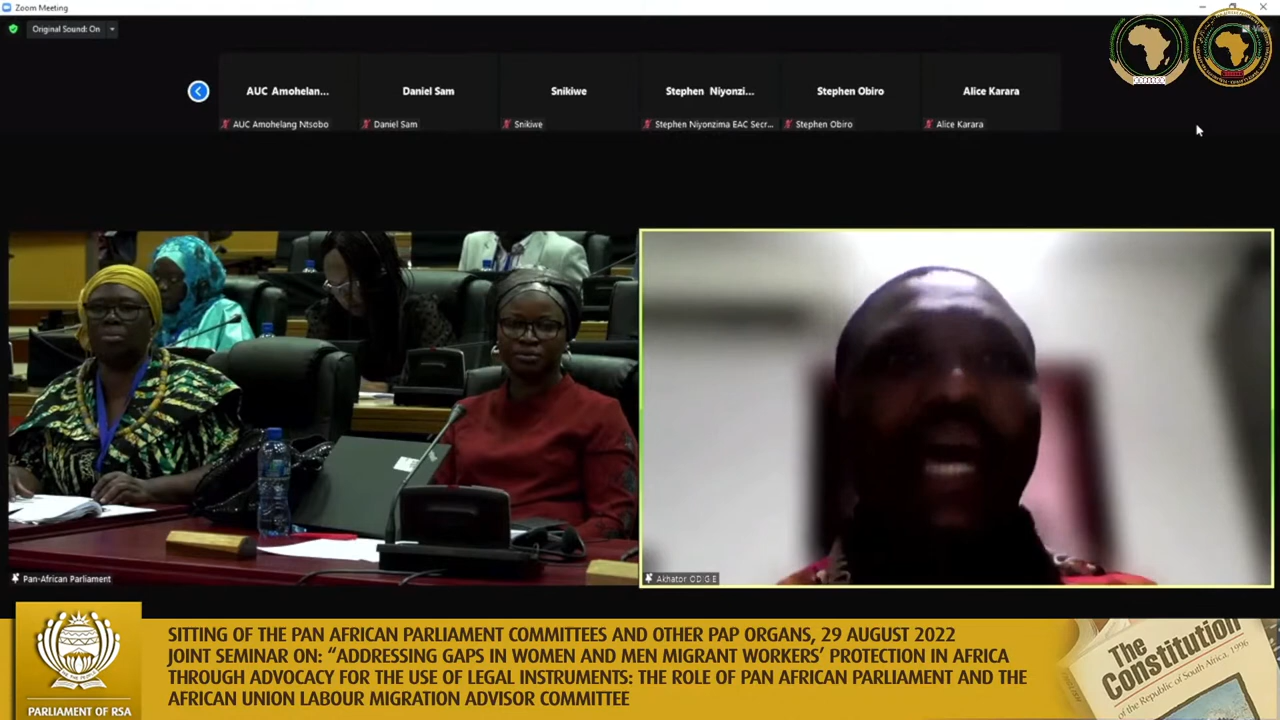 Zoom Meeting
Original Sound: On
View
AUC Amohelan...
Daniel Sam
Snikiwe
Stephen Niyonzi...
Stephen Obiro
Alice Karara
AUC Amohelang Ntsobo
Daniel Sam
Snikiwe
Stephen Niyonzima EAC Secr...
Stephen Obiro
Alice Karara
Pan-African Parliament
Akhator ODIGIE
SITTING OF THE PAN AFRICAN PARLIAMENT COMMITTEES AND OTHER PAP ORGANS, 29 AUGUST 2022
JOINT SEMINAR ON: “ADDRESSING GAPS IN WOMEN AND MEN MIGRANT WORKERS’ PROTECTION IN AFRICA
THROUGH ADVOCACY FOR THE USE OF LEGAL INSTRUMENTS: THE ROLE OF PAN AFRICAN PARLIAMENT AND THE
AFRICAN UNION LABOUR MIGRATION ADVISOR COMMITTEE
PARLIAMENT OF RSA
The
Constitution
of the Republic of South Africa, 1996